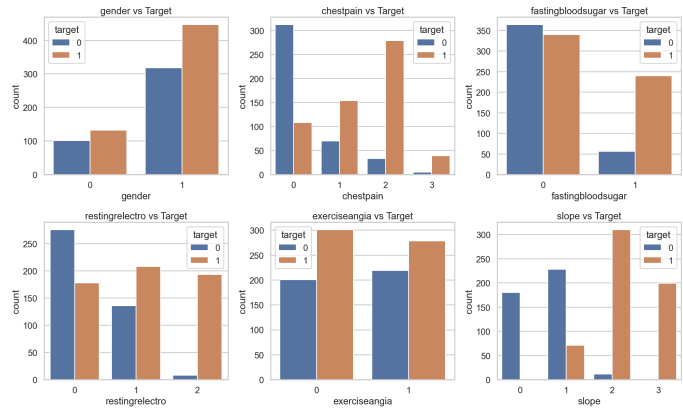 gender vs Target
target
0
1
400
300
200
100
0
count
0 1
gender
chestpain vs Target
target
0
1
300
250
200
150
100
50
0
count
0 1 2 3
chestpain
fastingbloodsugar vs Target
target
0
1
350
300
250
200
150
100
50
0
count
0 1
fastingbloodsugar
restingrelectro vs Target
target
0
1
250
200
150
100
50
0
count
0 1 2
restingrelectro
exerciseangia vs Target
target
0
1
300
250
200
150
100
50
0
count
0 1
exerciseangia
slope vs Target
target
0
1
300
250
200
150
100
50
0
count
0 1 2 3
slope